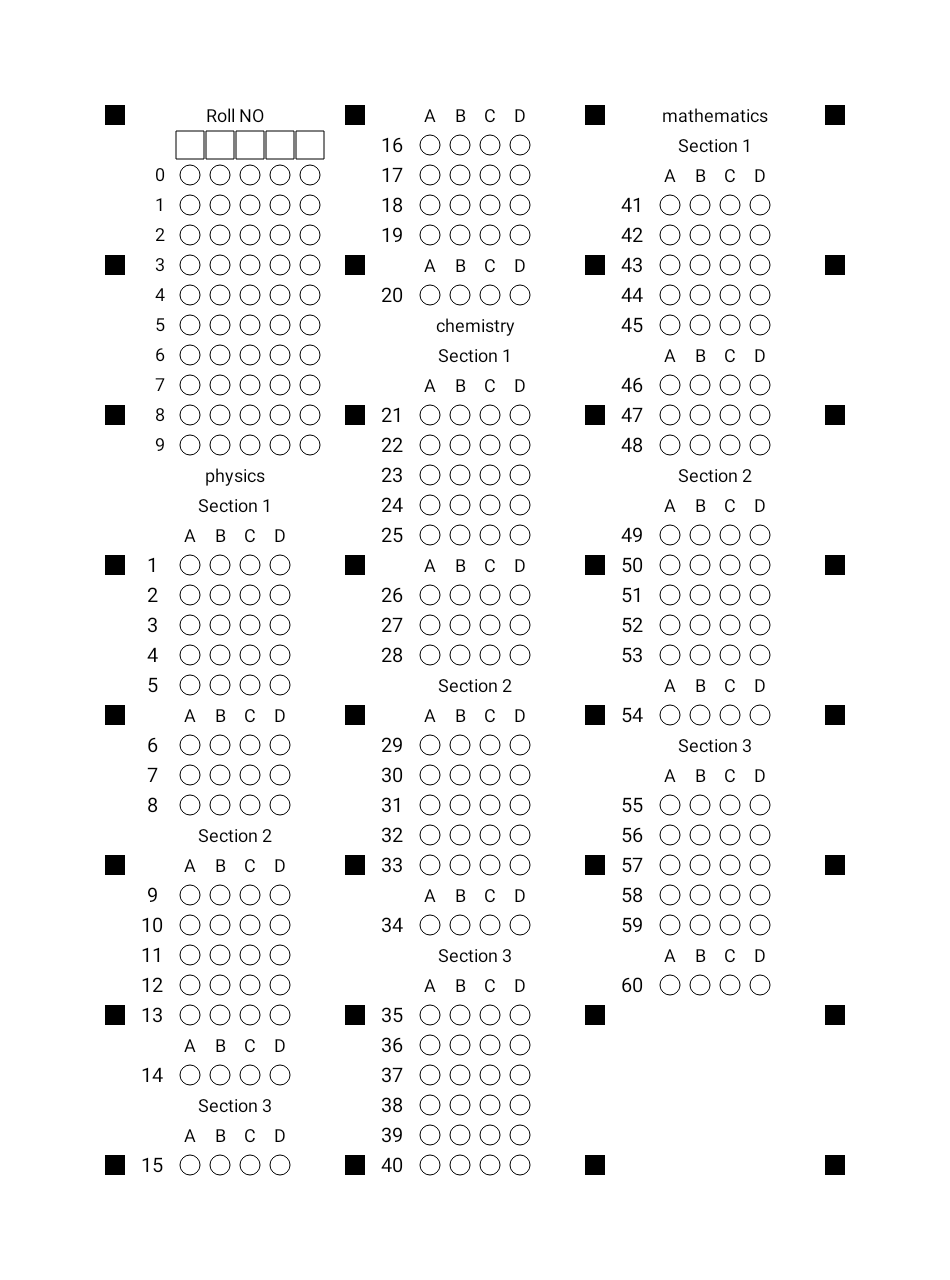 Roll NO
0
1
2
3
4
5
6
7
8
9
physics
Section 1
A B C D
1
2
3
4
5
A B C D
6
7
8
Section 2
A B C D
9
10
11
12
13
A B C D
14
Section 3
A B C D
15
A B C D
16
17
18
19
A B C D
20
chemistry
Section 1
A B C D
21
22
23
24
25
A B C D
26
27
28
Section 2
A B C D
29
30
31
32
33
A B C D
34
Section 3
A B C D
35
36
37
38
39
40
mathematics
Section 1
A B C D
41
42
43
44
45
A B C D
46
47
48
Section 2
A B C D
49
50
51
52
53
A B C D
54
Section 3
A B C D
55
56
57
58
59
A B C D
60